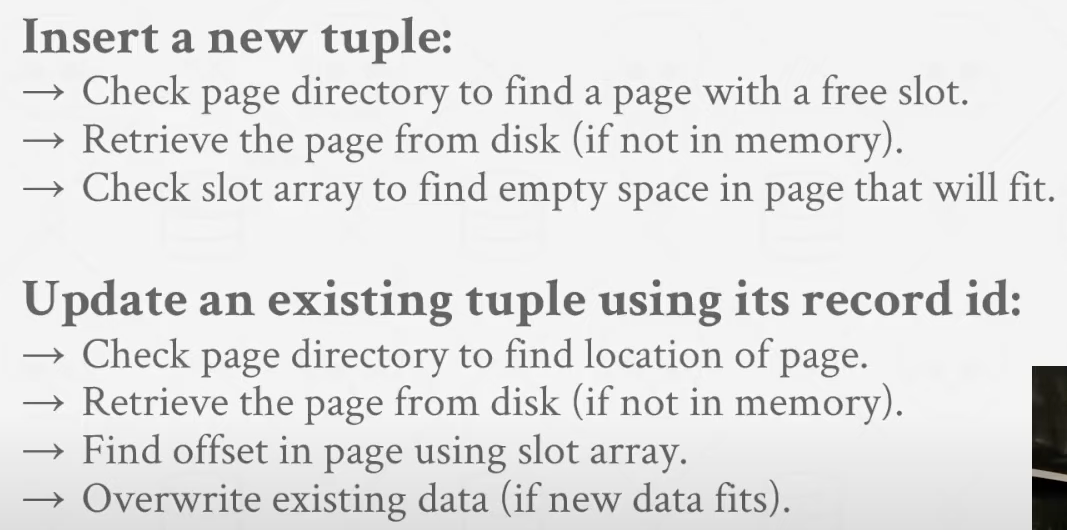 Insert a new tuple:
→ Check page directory to find a page with a free slot.
→ Retrieve the page from disk (if not in memory).
→ Check slot array to find empty space in page that will fit.
Update an existing tuple using its record id:
→ Check page directory to find location of page.
→ Retrieve the page from disk (if not in memory).
→ Find offset in page using slot array.
→ Overwrite existing data (if new data fits).